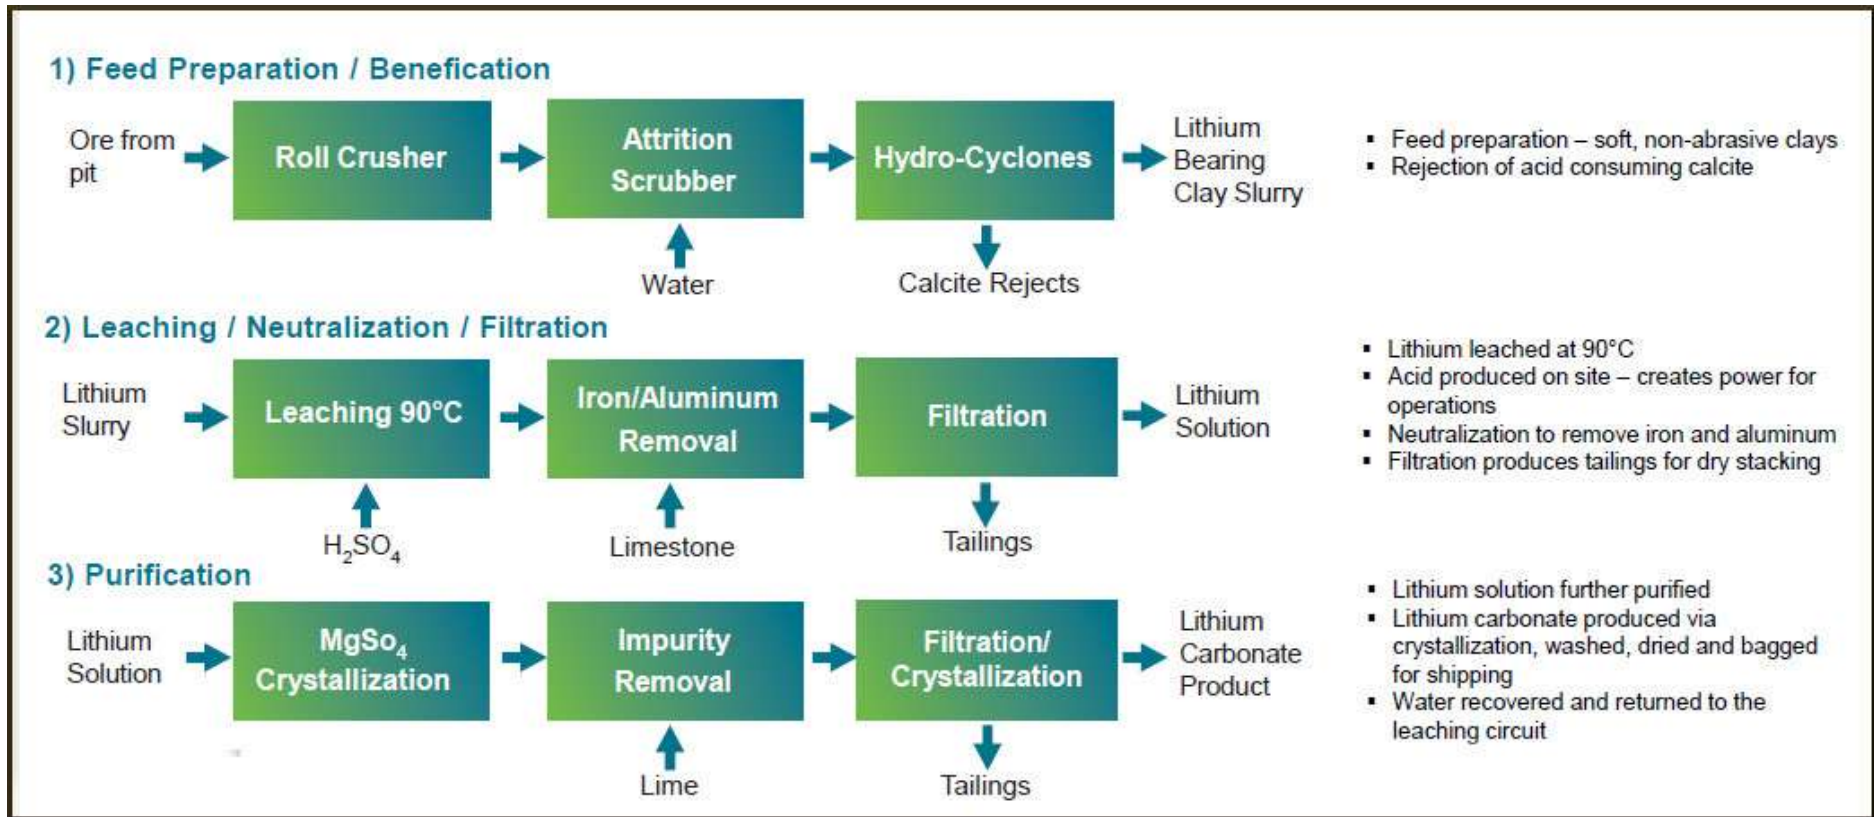 1) Feed Preparation / Benefication
Ore from
pit
Roll Crusher
Attrition
Scrubber
Hydro-Cyclones
Lithium
Bearing
Clay Slurry
Water
Calcite Rejects
▪ Feed preparation – soft, non-abrasive clays
▪ Rejection of acid consuming calcite
2) Leaching / Neutralization / Filtration
Lithium
Slurry
Leaching 90°C
Iron/Aluminum
Removal
Filtration
Lithium
Solution
H₂SO₄
Limestone
Tailings
▪ Lithium leached at 90°C
▪ Acid produced on site – creates power for
operations
▪ Neutralization to remove iron and aluminum
▪ Filtration produces tailings for dry stacking
3) Purification
Lithium
Solution
MgSo₄
Crystallization
Impurity
Removal
Filtration/
Crystallization
Lithium
Carbonate
Product
Lime
Tailings
▪ Lithium solution further purified
▪ Lithium carbonate produced via
crystallization, washed, dried and bagged
for shipping
▪ Water recovered and returned to the
leaching circuit